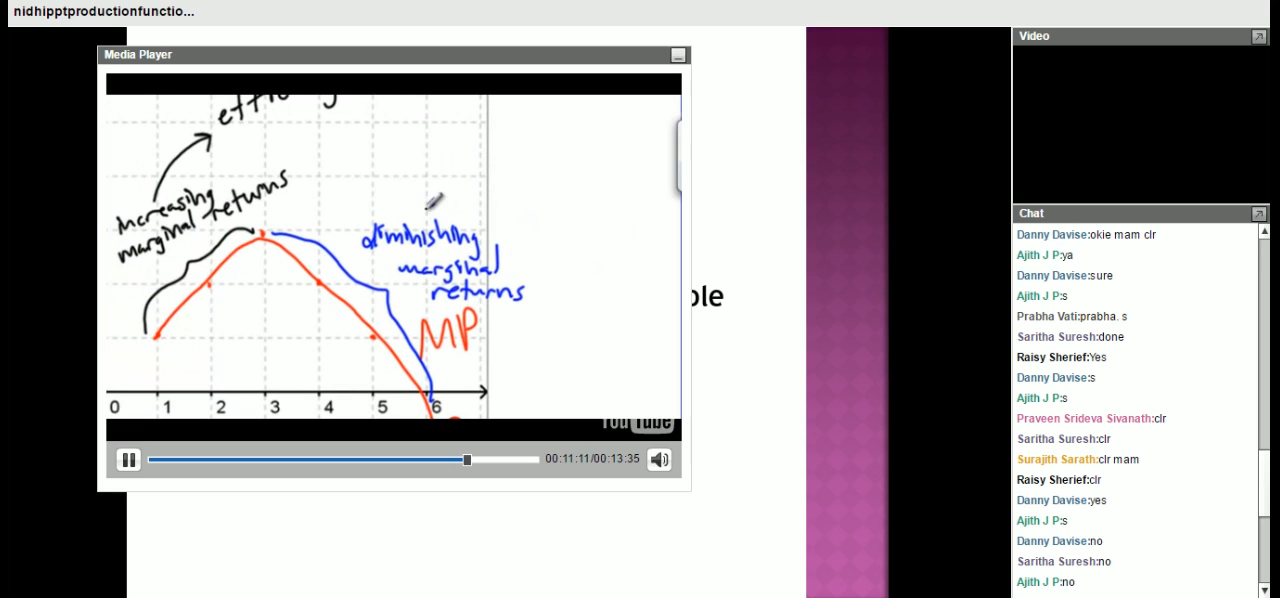 nidhipptproductionfunctio...
Media Player
increasing
marginal returns
diminishing
marginal
returns
MP
0 1 2 3 4 5 6
YouTube
00:11:11/00:13:35
ple
Video
Chat
Danny Davise:okie mam clr
Ajith J P:ya
Danny Davise:sure
Ajith J P:s
Prabha Vati:prabha. s
Saritha Suresh:done
Raisy Sherief:Yes
Danny Davise:s
Ajith J P:s
Praveen Srideva Sivanath:clr
Saritha Suresh:clr
Surajith Sarath:clr mam
Raisy Sherief:clr
Danny Davise:yes
Ajith J P:s
Danny Davise:no
Saritha Suresh:no
Ajith J P:no